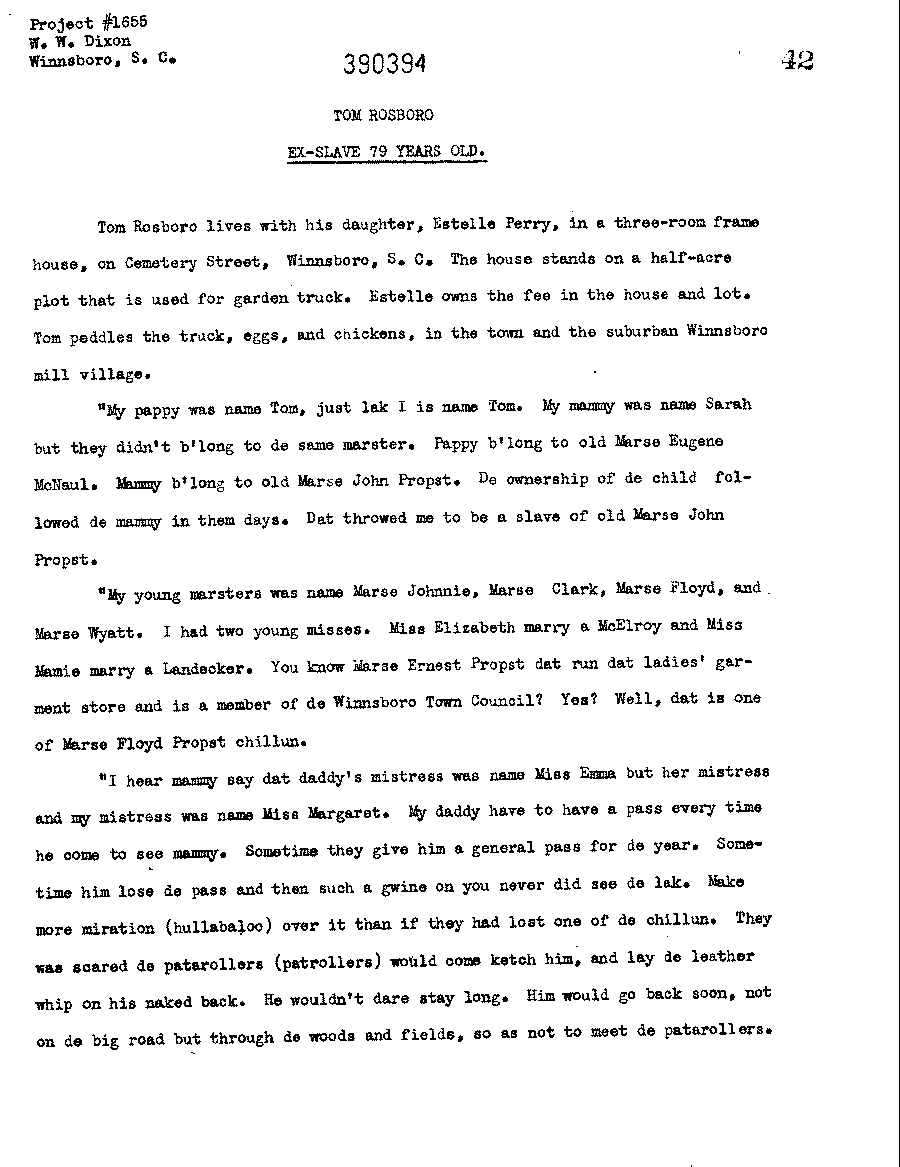 Project #1655
W. W. Dixon
Winnsboro, S. C.
390394
42
TOM ROSBORO
EX-SLAVE 79 YEARS OLD.
Tom Rosboro lives with his daughter, Estelle Perry, in a three-room frame
house, on Cemetery Street, Winnsboro, S. C. The house stands on a half-acre
plot that is used for garden truck. Estelle owns the fee in the house and lot.
Tom peddles the truck, eggs, and chickens, in the town and the suburban Winnsboro
mill village.
"My pappy was name Tom, just lak I is name Tom. My mammy was name Sarah
but they didn't b'long to de same marster. Pappy b'long to old Marse Eugene
McNaul. Mammy b'long to old Marse John Propst. De ownership of de child fol-
lowed de mammy in them days. Dat throwed me to be a slave of old Marse John
Propst.
"My young marsters was name Marse Johnnie, Marse Clark, Marse Floyd, and
Marse Wyatt. I had two young misses. Miss Elizabeth marry a McElroy and Miss
Mamie marry a Landecker. You know Marse Ernest Propst dat run dat ladies' gar-
ment store and is a member of de Winnsboro Town Council? Yes? Well, dat is one
of Marse Floyd Propst chillun.
"I hear mammy say dat daddy's mistress was name Miss Emma but her mistress
and my mistress was name Miss Margaret. My daddy have to have a pass every time
he come to see mammy. Sometime they give him a general pass for de year. Some-
time him lose de pass and then such a gwine on you never did see de lak. Make
more miration (hullabaloo) over it than if they had lost one of de chillun. They
was scared de patarollers (patrollers) would come ketch him, and lay de leather
whip on his naked back. He wouldn't dare stay long. Him would go back soon, not
on de big road but through de woods and fields, so as not to meet de patarollers.